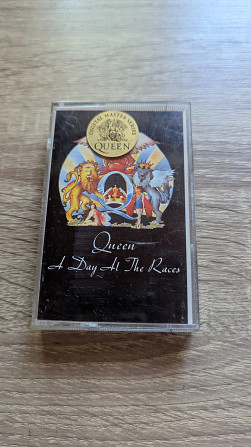 DIGITAL MASTER SERIES
QUEEN
Queen
A Day At The Races